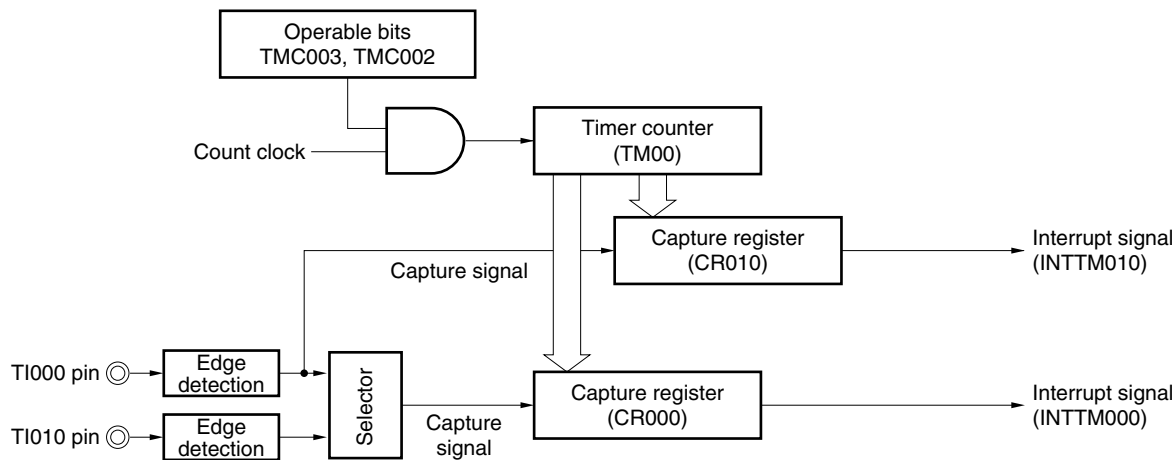 Operable bits
TMC003, TMC002
Count clock
Timer counter
(TM00)
Capture register
(CR010)
Interrupt signal
(INTTM010)
Capture signal
TI000 pin
Edge
detection
Selector
Capture register
(CR000)
Interrupt signal
(INTTM000)
TI010 pin
Edge
detection
Capture
signal